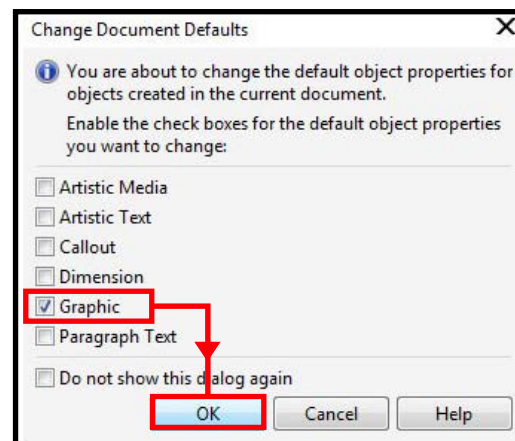 Change Document Defaults
You are about to change the default object properties for
objects created in the current document.
Enable the check boxes for the default object properties
you want to change:
Artistic Media
Artistic Text
Callout
Dimension
Graphic
Paragraph Text
Do not show this dialog again
OK Cancel Help